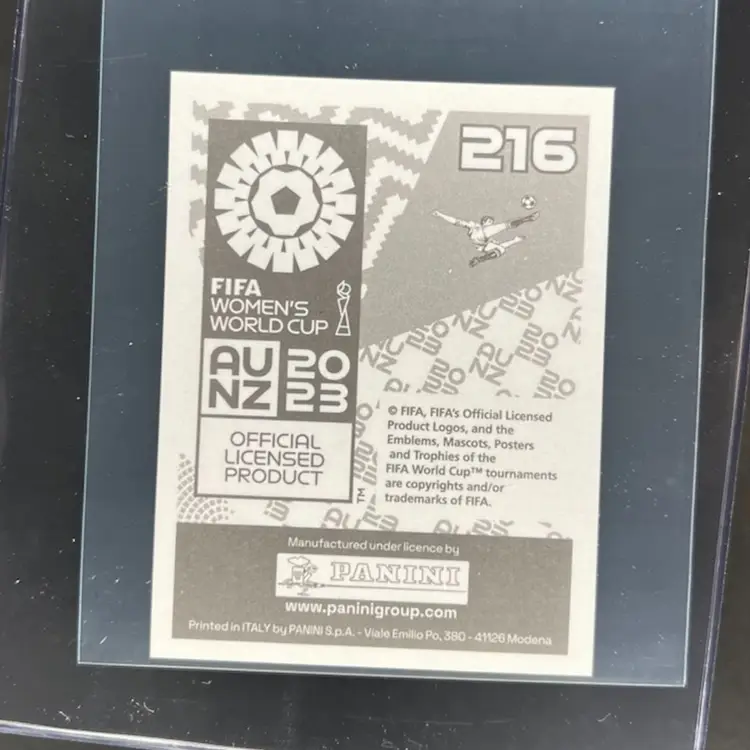 216
FIFA
WOMEN'S
WORLD CUP
AU 20
NZ 23
OFFICIAL
LICENSED
PRODUCT
TM
© FIFA, FIFA's Official Licensed
Product Logos, and the
Emblems, Mascots, Posters
and Trophies of the
FIFA World Cup™ tournaments
are copyrights and/or
trademarks of FIFA.
Manufactured under licence by
PANINI
www.paninigroup.com
Printed in ITALY by PANINI S.p.A. - Viale Emilio Po, 380 - 41126 Modena